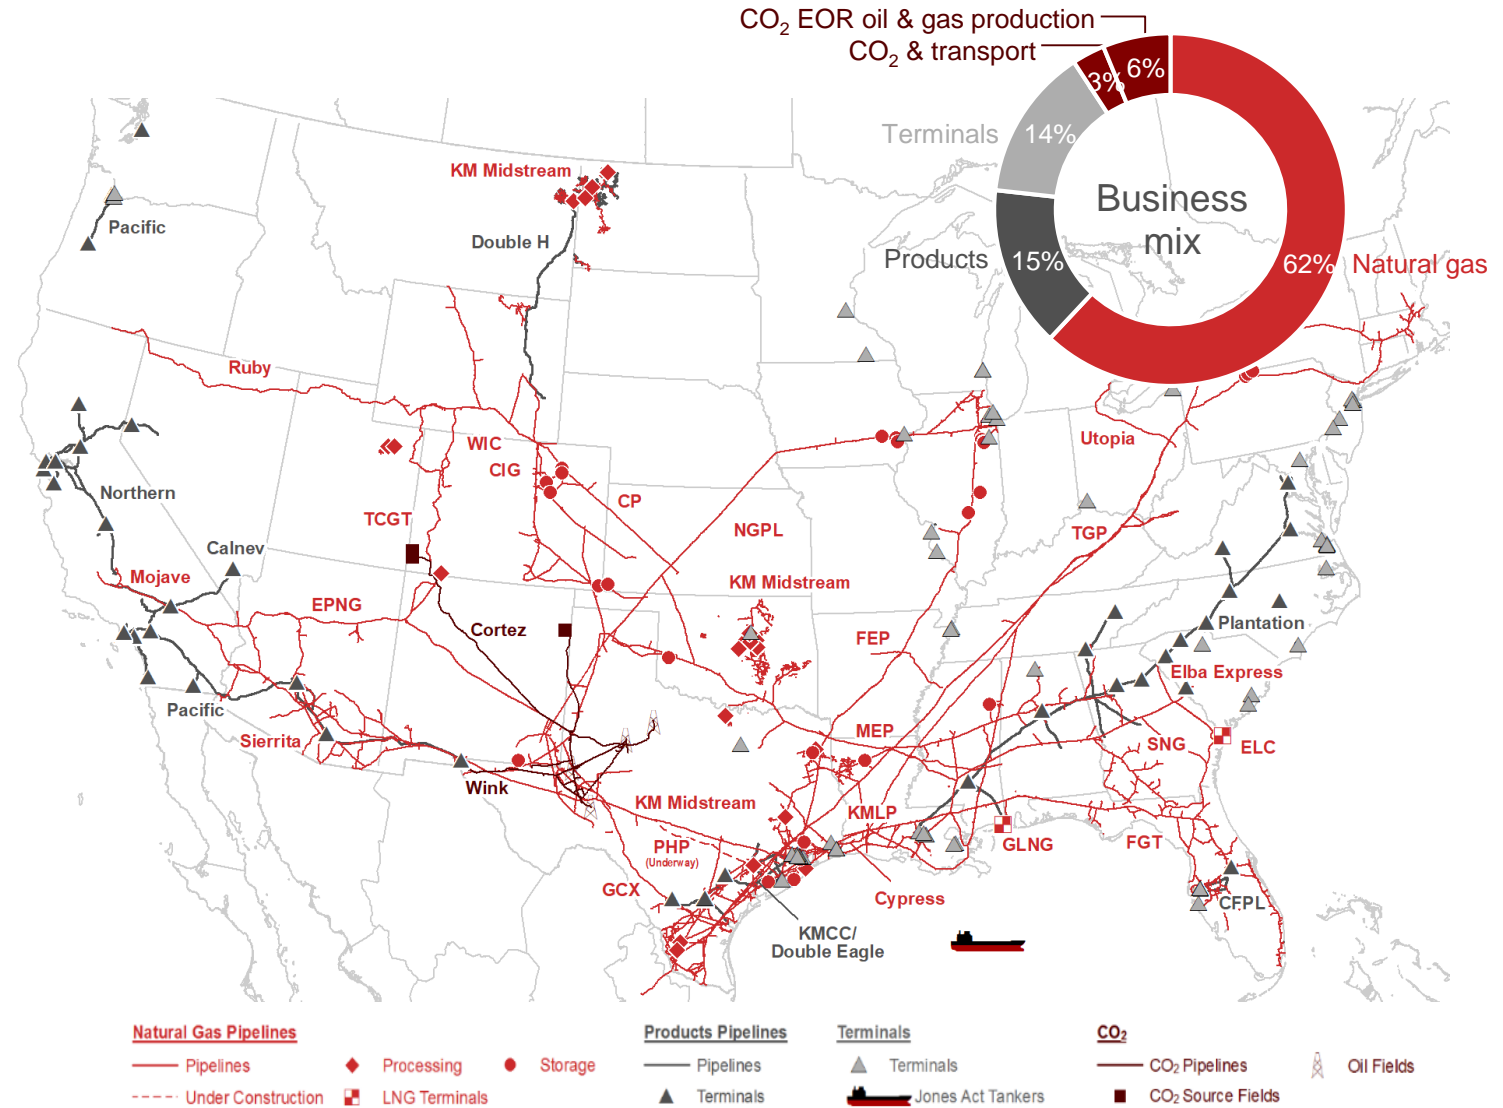 CO2 EOR oil & gas production
CO2 & transport
6%
3%
Terminals
14%
Business
mix
Products
15%
62%
Natural gas
KM Midstream
Pacific
Double H
Ruby
WIC
CIG
Utopia
Northern
CP
TCGT
NGPL
TGP
Calnev
Mojave
KM Midstream
EPNG
Cortez
FEP
Plantation
Elba Express
Pacific
Sierrita
MEP
SNG
ELC
Wink
KM Midstream
KMLP
PHP
(Underway)
GLNG
FGT
GCX
Cypress
CFPL
KMCC/
Double Eagle
Natural Gas Pipelines
Products Pipelines
Terminals
CO2
Pipelines
Processing
Storage
Pipelines
Terminals
CO2 Pipelines
Oil Fields
Under Construction
LNG Terminals
Terminals
Jones Act Tankers
CO2 Source Fields